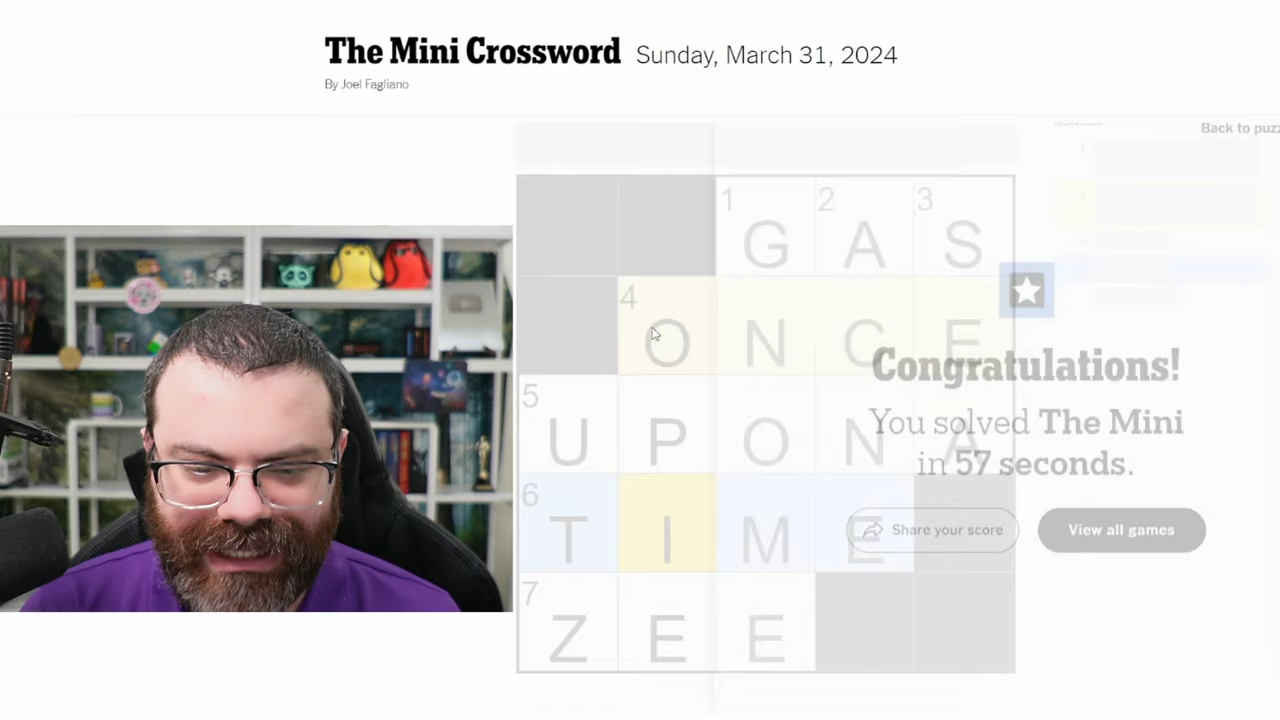 The Mini Crossword Sunday, March 31, 2024
By Joel Fagliano
Back to puzz
1 G 2 A 3 S
4 O N C E
5 U P O N A
6 T I M E
7 Z E E
Congratulations!
You solved The Mini
in 57 seconds.
Share your score
View all games